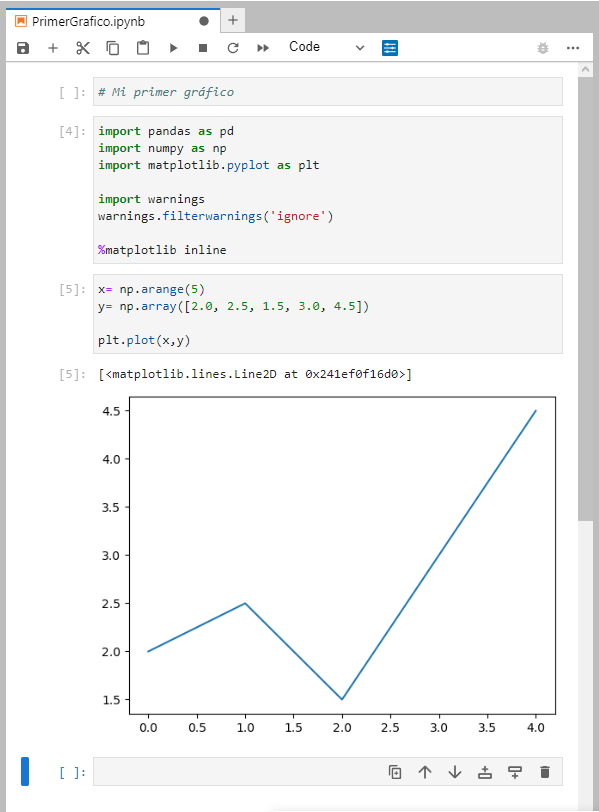 PrimerGrafico.ipynb
Code
[ ]: # Mi primer gráfico
[4]: import pandas as pd
import numpy as np
import matplotlib.pyplot as plt
import warnings
warnings.filterwarnings('ignore')
%matplotlib inline
[5]: x= np.arange(5)
y= np.array([2.0, 2.5, 1.5, 3.0, 4.5])
plt.plot(x,y)
[5]: [<matplotlib.lines.Line2D at 0x241ef0f16d0>]
4.5
4.0
3.5
3.0
2.5
2.0
1.5
0.0 0.5 1.0 1.5 2.0 2.5 3.0 3.5 4.0
[ ]: